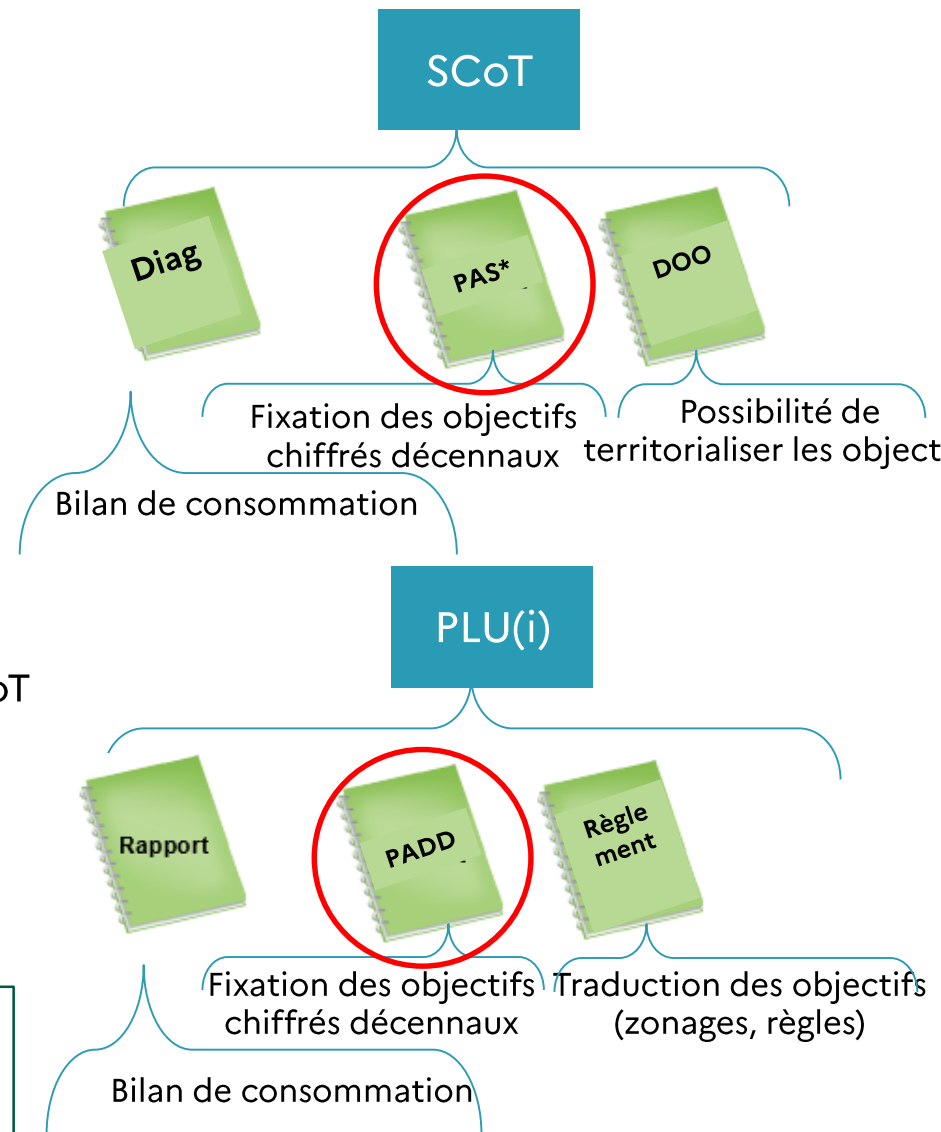 SCoT
Diag
PAS*
DOO
Fixation des objectifs
chiffrés décennaux
Possibilité de
territorialiser les object
Bilan de consommation
PLU(i)
oT
Rapport
PADD
Règle
ment
Fixation des objectifs
chiffrés décennaux
Traduction des objectifs
(zonages, règles)
Bilan de consommation